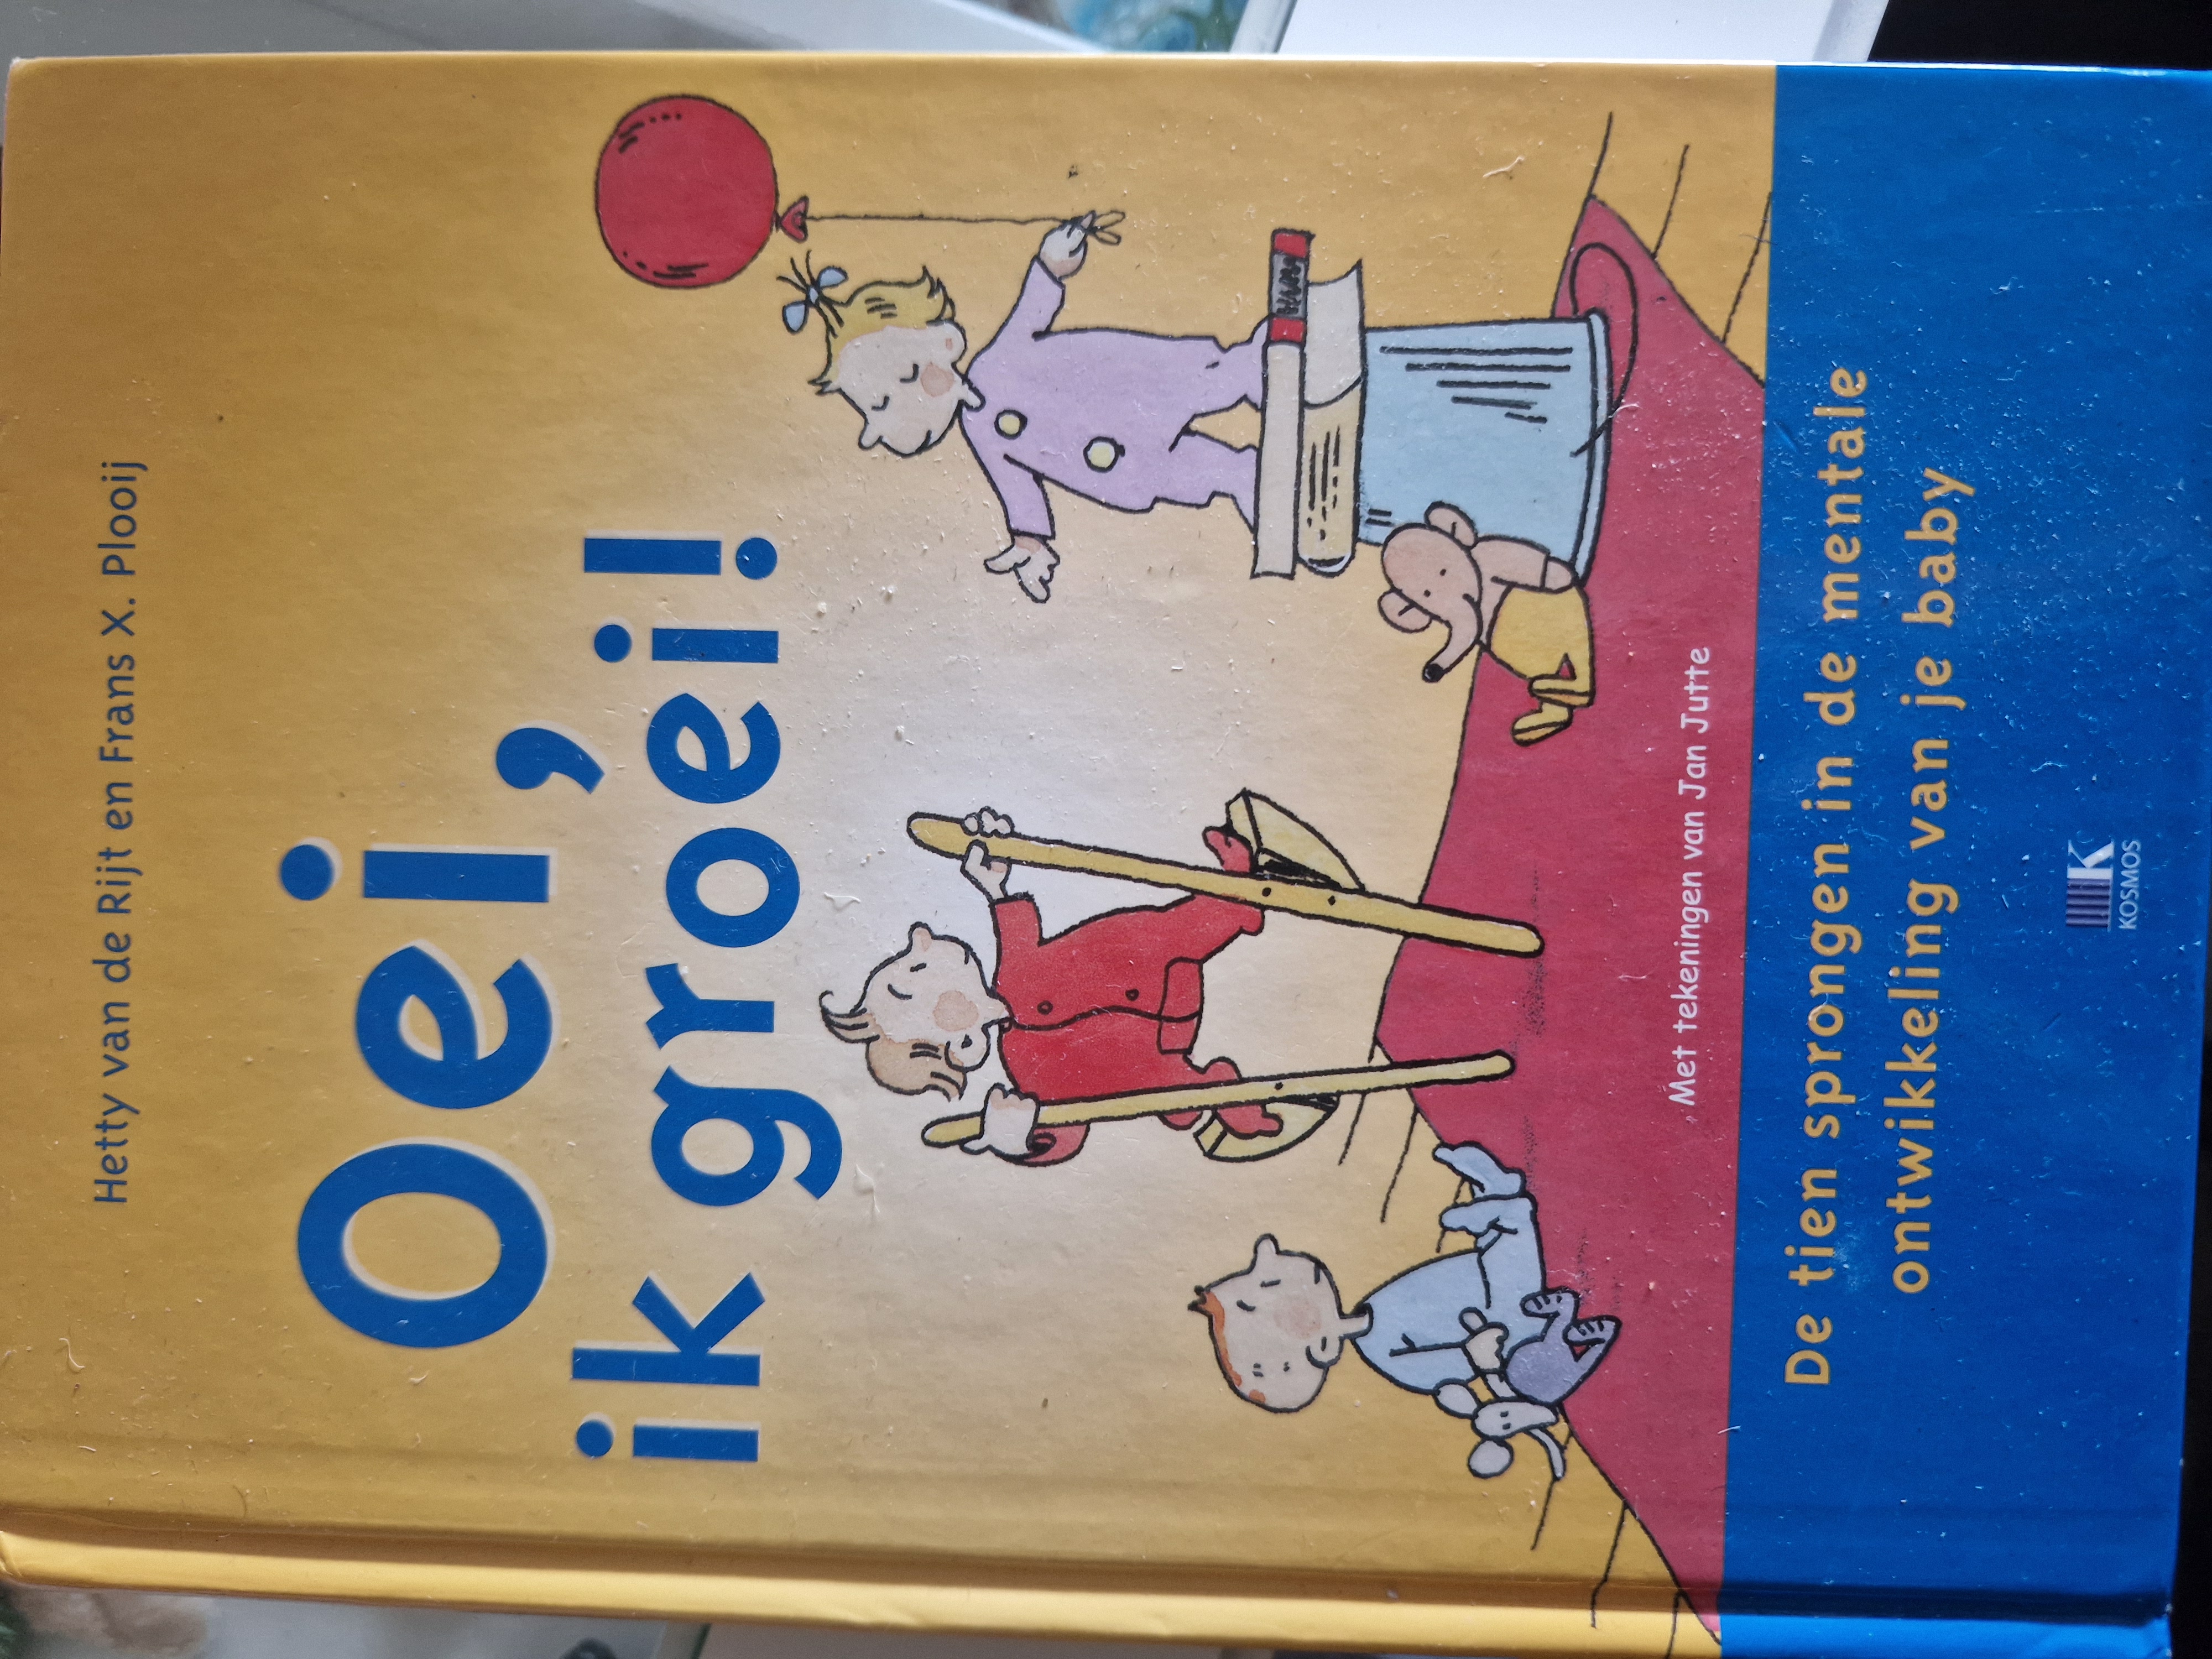 Hetty van de Rijt en Frans X. Plooij
Oei,
ik groei!
Met tekeningen van Jan Jutte
De tien sprongen in de mentale
ontwikkeling van je baby
K
KOSMOS